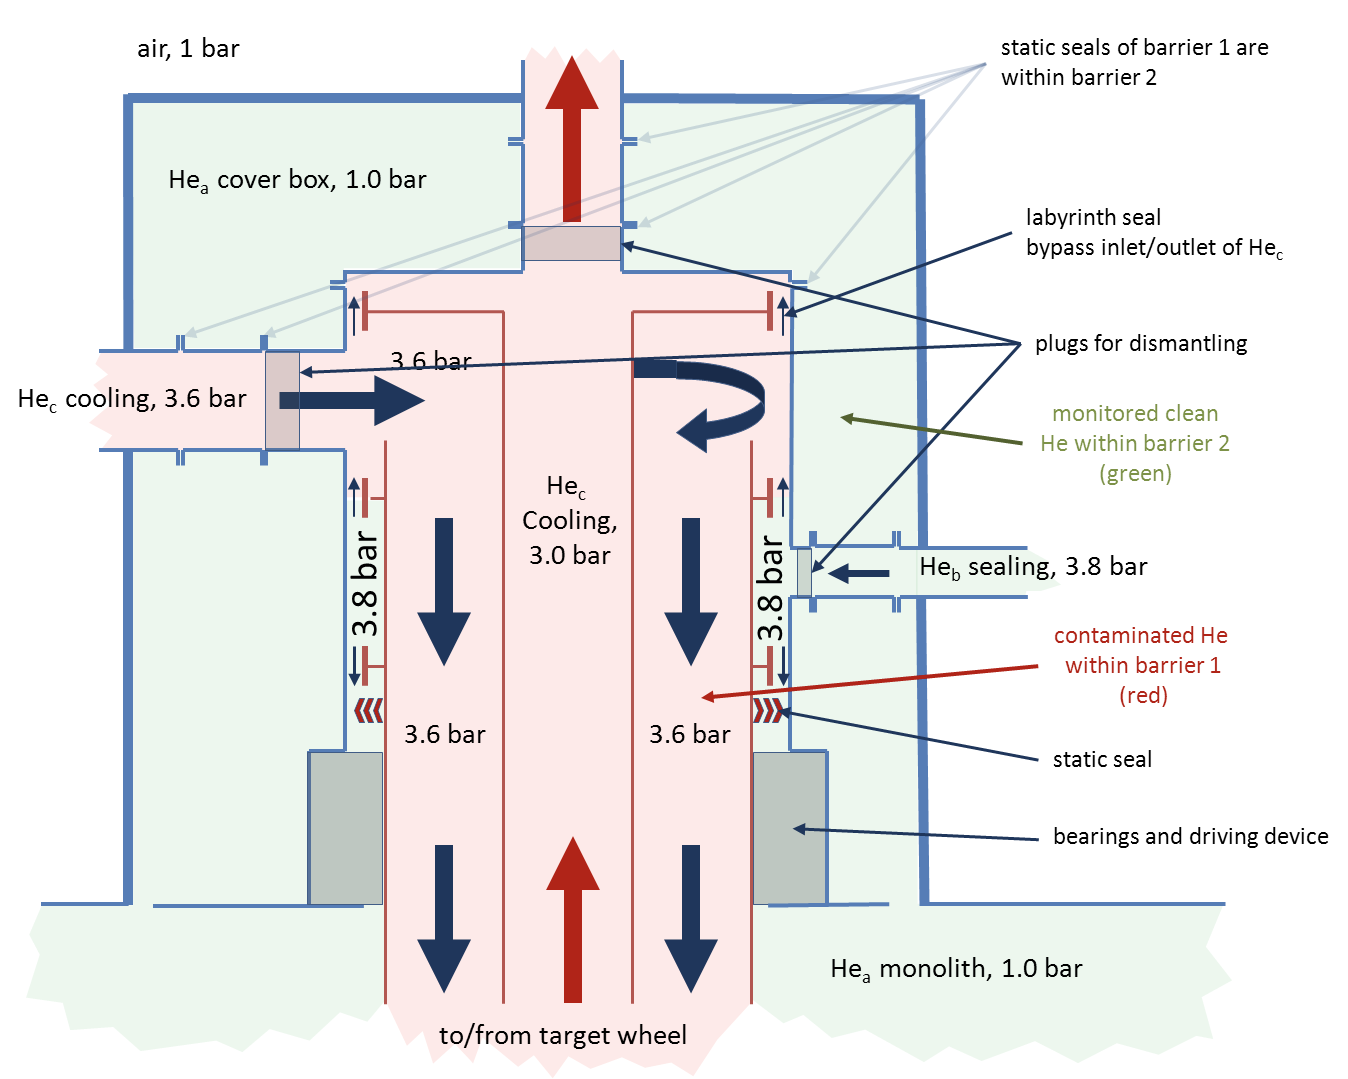 air, 1 bar
static seals of barrier 1 are
within barrier 2
Hea cover box, 1.0 bar
labyrinth seal
bypass inlet/outlet of Hec
plugs for dismantling
3.6 bar
Hec cooling, 3.6 bar
monitored clean
He within barrier 2
(green)
Hec
Cooling,
3.0 bar
3.8 bar
3.8 bar
Heb sealing, 3.8 bar
contaminated He
within barrier 1
(red)
3.6 bar
3.6 bar
static seal
bearings and driving device
Hea monolith, 1.0 bar
to/from target wheel